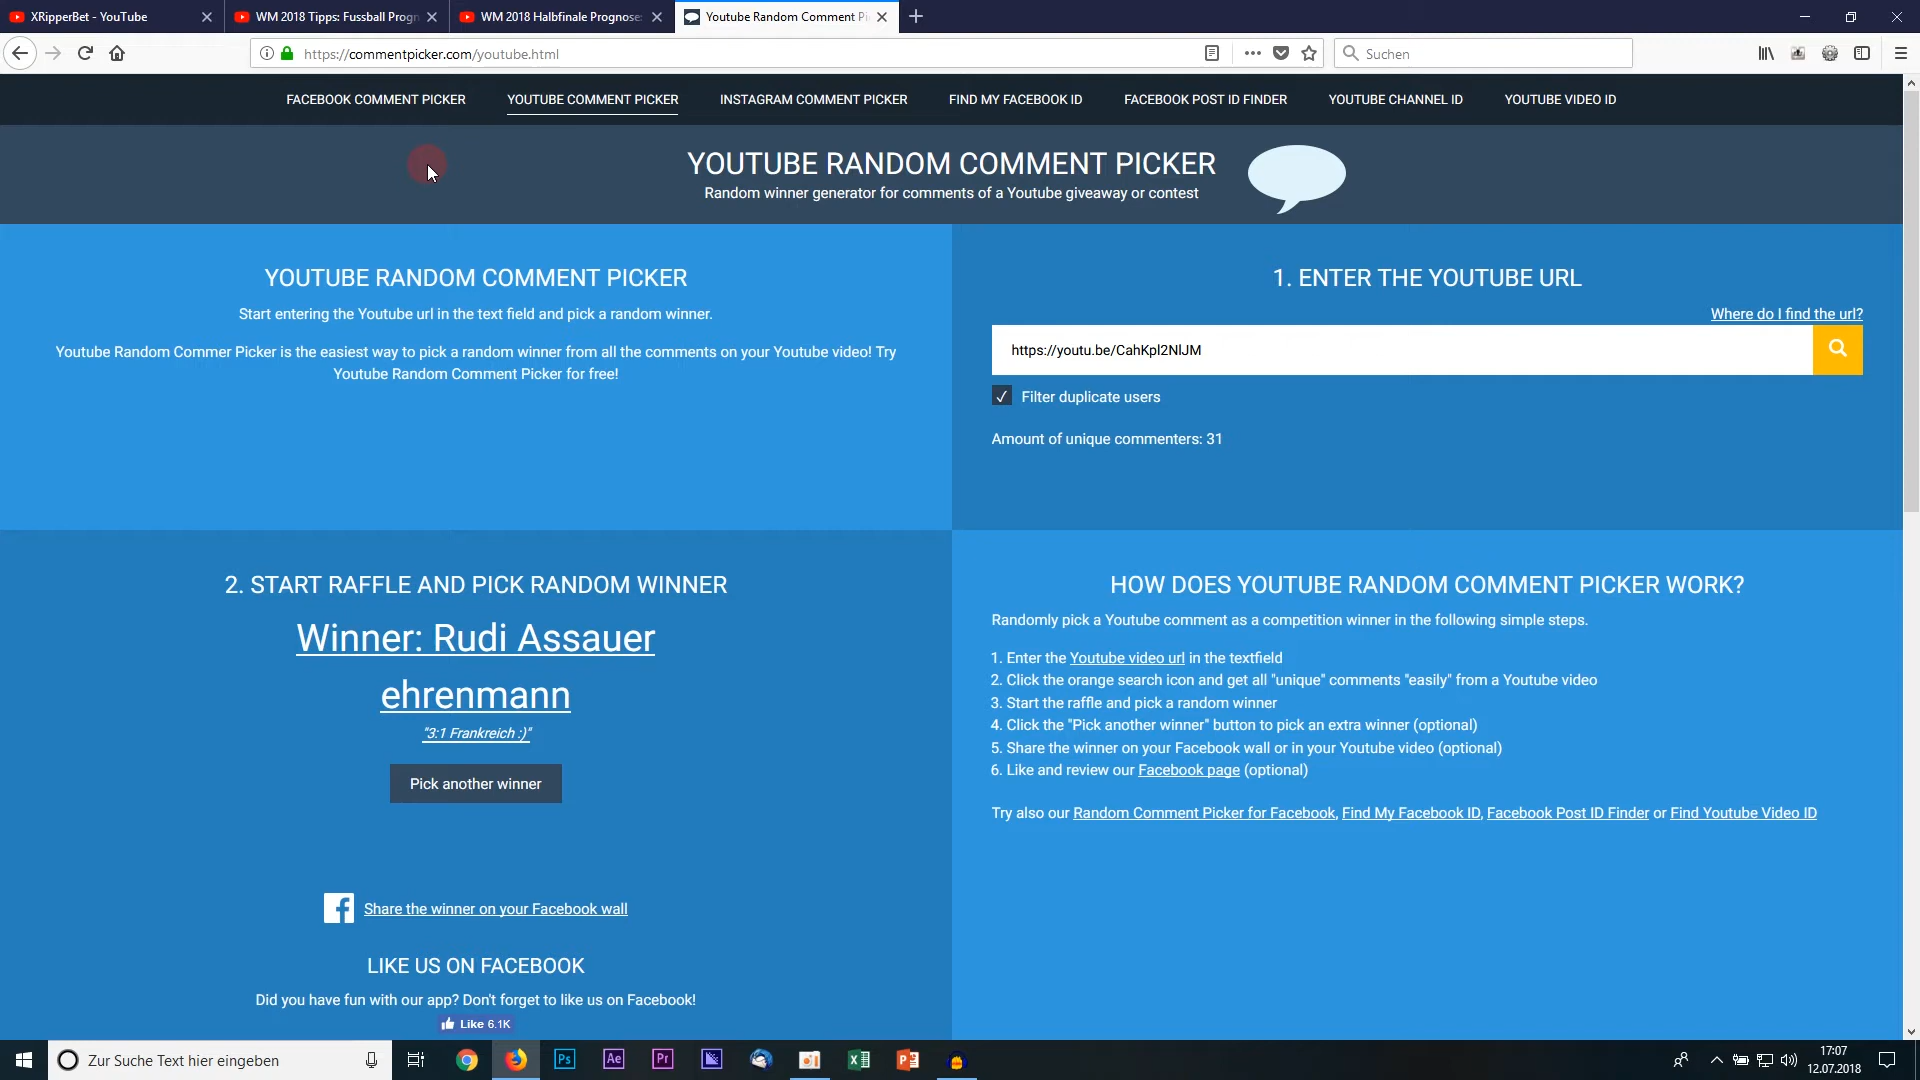 XRipperBet - YouTube
WM 2018 Tipps: Fussball Progn
WM 2018 Halbfinale Prognose:
Youtube Random Comment Pi
https://commentpicker.com/youtube.html
Suchen
FACEBOOK COMMENT PICKER
YOUTUBE COMMENT PICKER
INSTAGRAM COMMENT PICKER
FIND MY FACEBOOK ID
FACEBOOK POST ID FINDER
YOUTUBE CHANNEL ID
YOUTUBE VIDEO ID
YOUTUBE RANDOM COMMENT PICKER
Random winner generator for comments of a Youtube giveaway or contest
YOUTUBE RANDOM COMMENT PICKER
Start entering the Youtube url in the text field and pick a random winner.
Youtube Random Commer Picker is the easiest way to pick a random winner from all the comments on your Youtube video! Try
Youtube Random Comment Picker for free!
1. ENTER THE YOUTUBE URL
Where do I find the url?
https://youtu.be/CahKpl2NlJM
Filter duplicate users
Amount of unique commenters: 31
2. START RAFFLE AND PICK RANDOM WINNER
Winner: Rudi Assauer
ehrenmann
"3:1 Frankreich :)"
Pick another winner
Share the winner on your Facebook wall
LIKE US ON FACEBOOK
Did you have fun with our app? Don't forget to like us on Facebook!
Like 6.1K
HOW DOES YOUTUBE RANDOM COMMENT PICKER WORK?
Randomly pick a Youtube comment as a competition winner in the following simple steps.
1. Enter the Youtube video url in the textfield
2. Click the orange search icon and get all "unique" comments "easily" from a Youtube video
3. Start the raffle and pick a random winner
4. Click the "Pick another winner" button to pick an extra winner (optional)
5. Share the winner on your Facebook wall or in your Youtube video (optional)
6. Like and review our Facebook page (optional)
Try also our Random Comment Picker for Facebook, Find My Facebook ID, Facebook Post ID Finder or Find Youtube Video ID
Zur Suche Text hier eingeben
Ps
Ae
Pr
17:07
12.07.2018